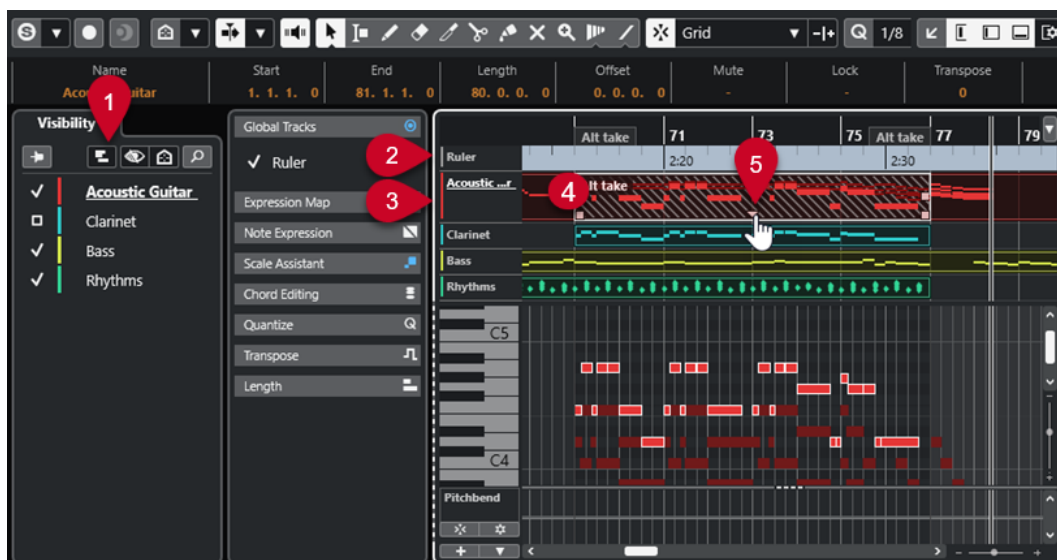 S
Grid
Q
1/8
Name
Start
End
Length
Offset
Mute
Lock
Transpose
Acoustic Guitar
1. 1. 1. 0
81. 1. 1. 0
80. 0. 0. 0
0. 0. 0. 0
-
-
0
1
Visibility
Acoustic Guitar
Clarinet
Bass
Rhythms
Global Tracks
Ruler
Expression Map
Note Expression
Scale Assistant
Chord Editing
Quantize
Q
Transpose
Length
2
3
4
5
Alt take
71
73
75
Alt take
77
79
Ruler
2:20
2:30
Acoustic ...r
lt take
Clarinet
Bass
Rhythms
C5
C4
Pitchbend